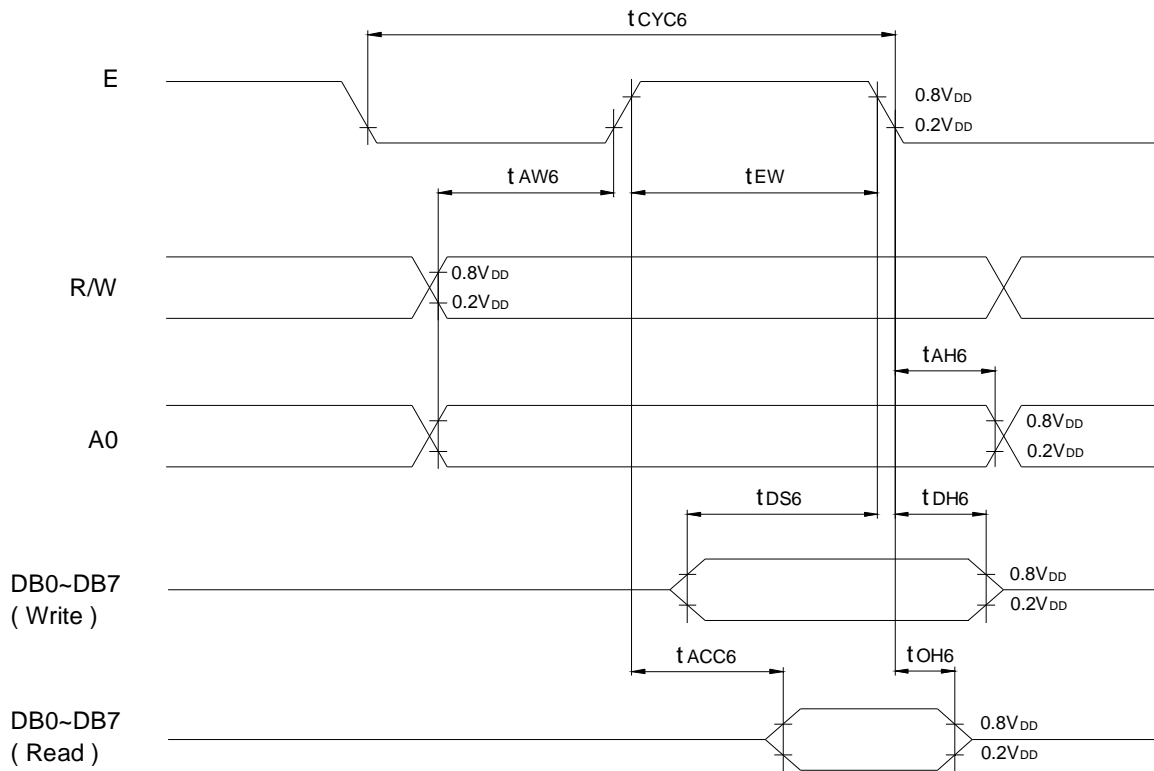 tCYC6
E
0.8VDD
0.2VDD
tAW6
tEW
R/W
0.8VDD
0.2VDD
tAH6
A0
0.8VDD
0.2VDD
tDS6
tDH6
DB0~DB7
( Write )
0.8VDD
0.2VDD
tACC6
tOH6
DB0~DB7
( Read )
0.8VDD
0.2VDD